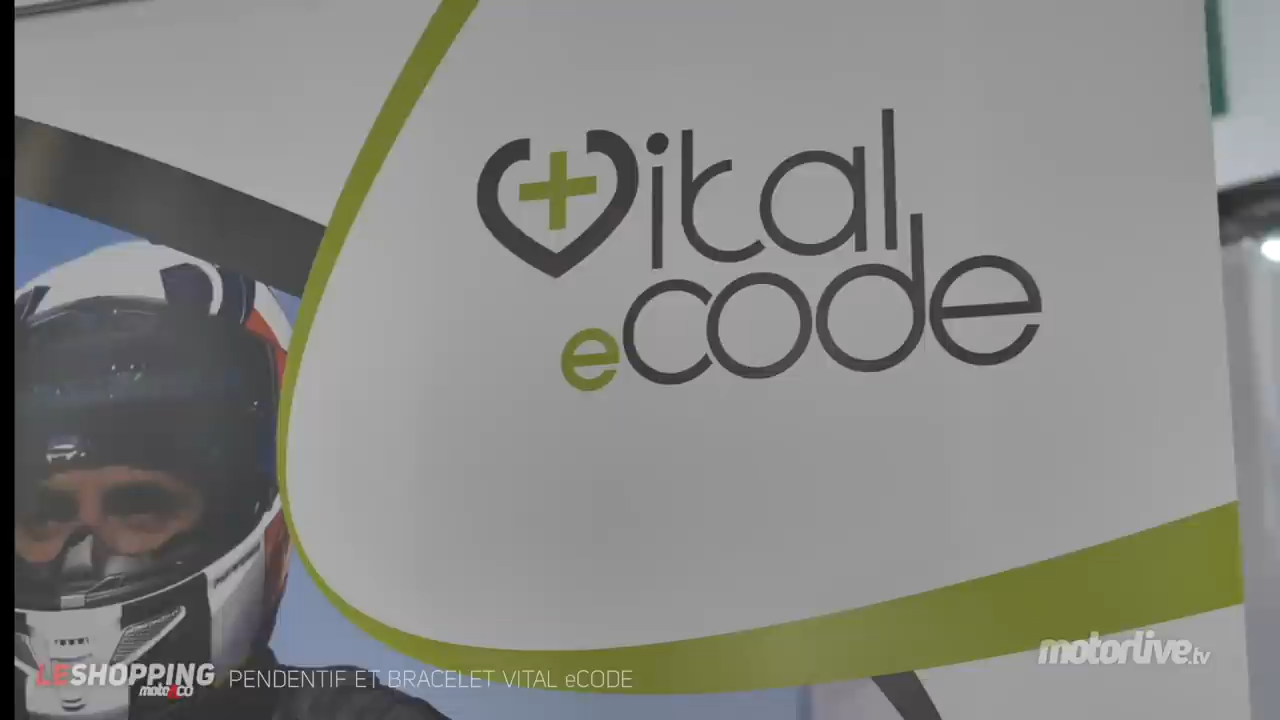 Vital
eCODE
LESHOPPING
moto&CO
PENDENTIF ET BRACELET VITAL eCODE
motorlive.tv